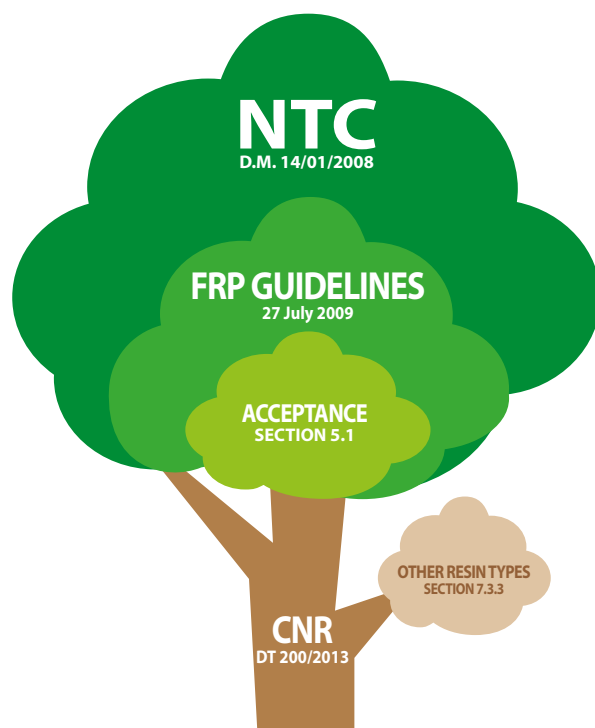 NTC
D.M. 14/01/2008
FRP GUIDELINES
27 July 2009
ACCEPTANCE
SECTION 5.1
OTHER RESIN TYPES
SECTION 7.3.3
CNR
DT 200/2013